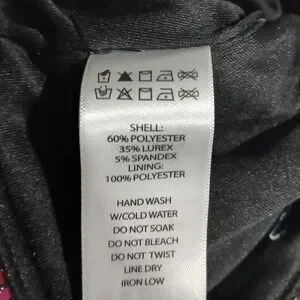 SHELL:
60% POLYESTER
35% LUREX
5% SPANDEX
LINING:
100% POLYESTER
HAND WASH
W/COLD WATER
DO NOT SOAK
DO NOT BLEACH
DO NOT TWIST
LINE DRY
IRON LOW